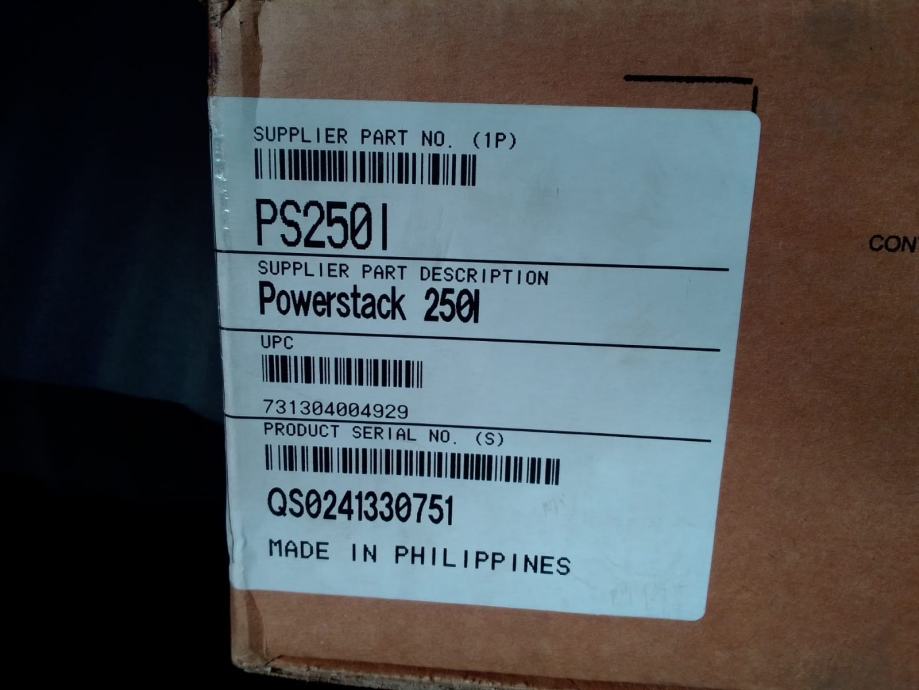 SUPPLIER PART NO. (1P)
PS250I
SUPPLIER PART DESCRIPTION
Powerstack 250I
UPC
731304004929
PRODUCT SERIAL NO. (S)
QS0241330751
MADE IN PHILIPPINES
CON